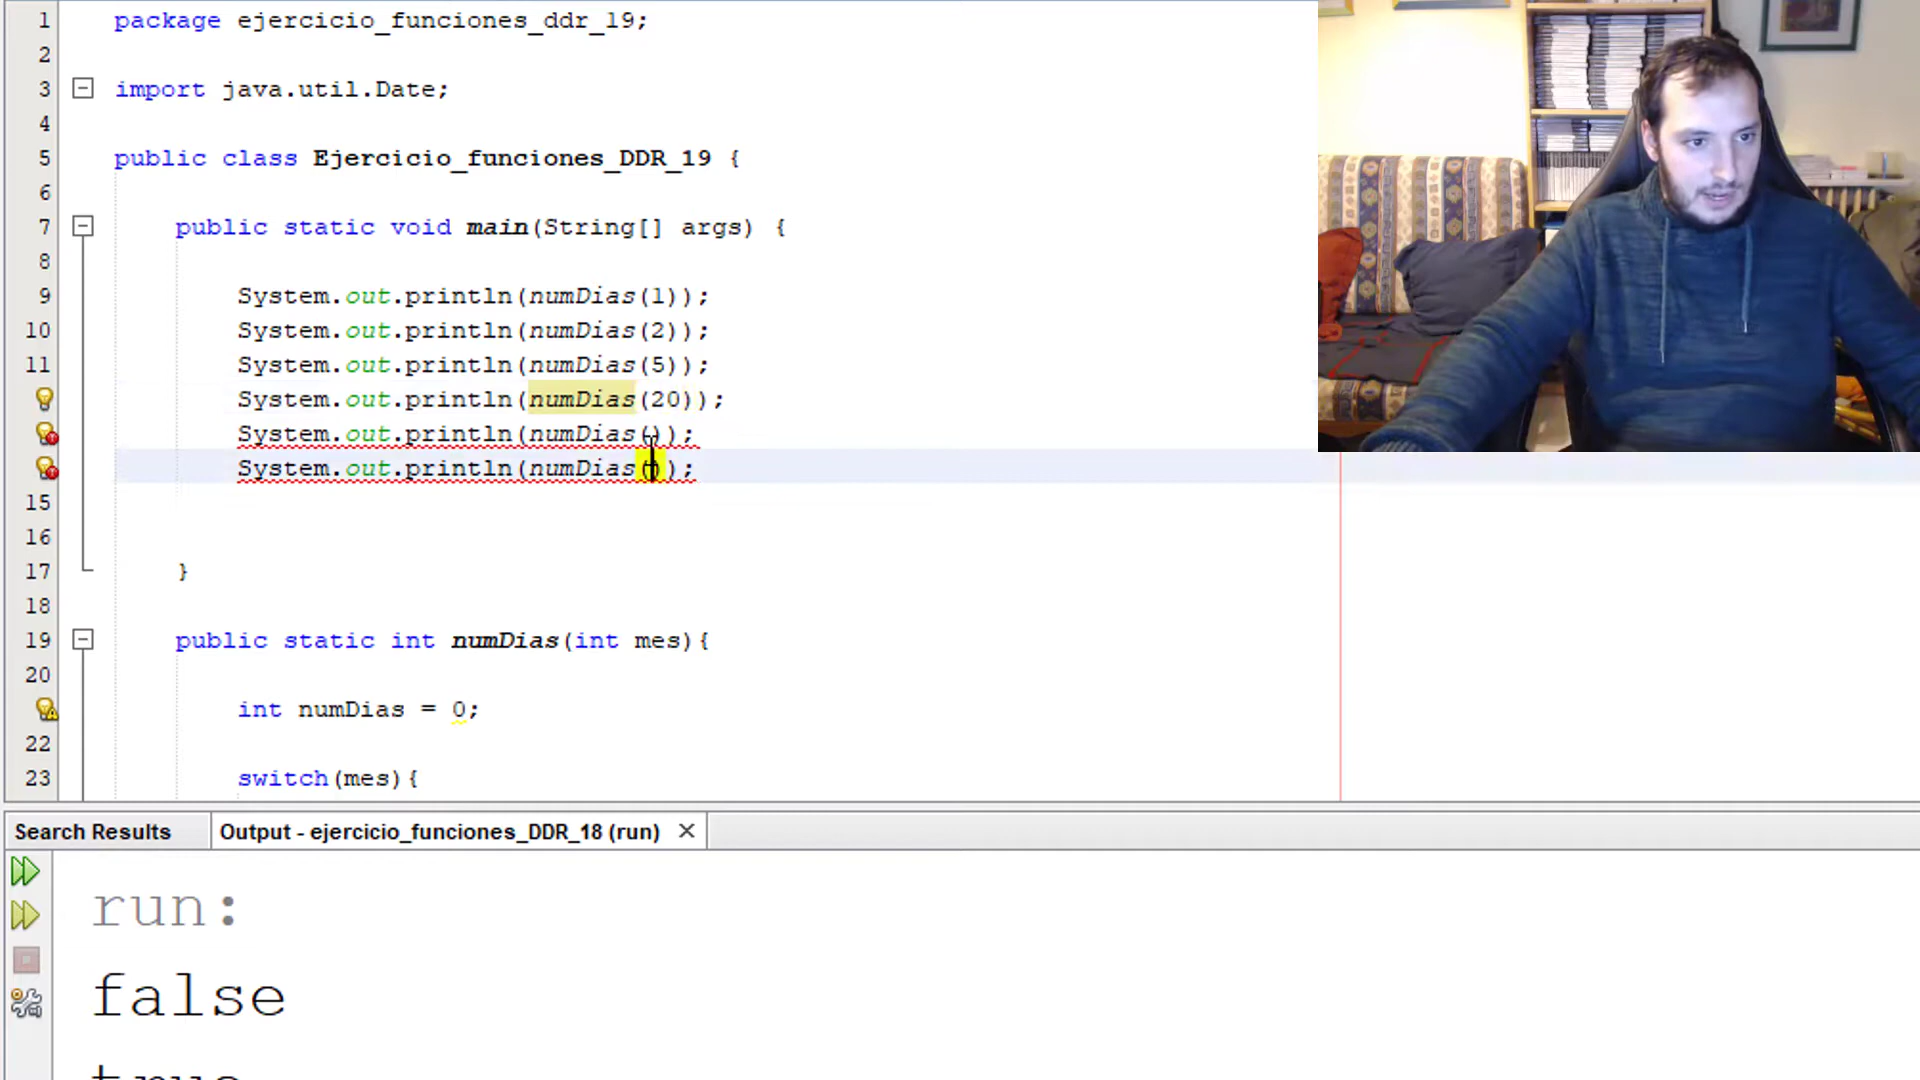 1 package ejercicio_funciones_ddr_19;
2
3 import java.util.Date;
4
5 public class Ejercicio_funciones_DDR_19 {
6
7 public static void main(String[] args) {
8
9 System.out.println(numDias(1));
10 System.out.println(numDias(2));
11 System.out.println(numDias(5));
System.out.println(numDias(20));
System.out.println(numDias());
System.out.println(numDias());
15
16
17 }
18
19 public static int numDias(int mes){
20
int numDias = 0;
22
23 switch(mes){
Search Results Output - ejercicio_funciones_DDR_18 (run)
run:
false
true